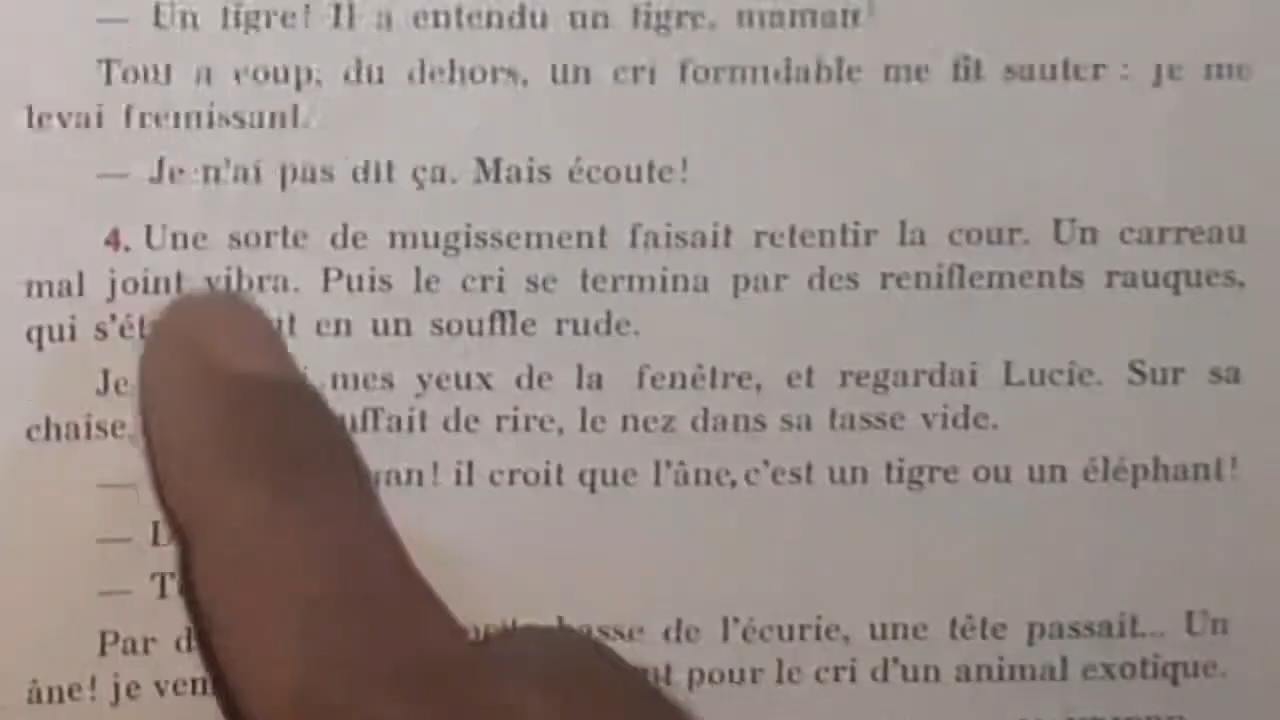 — Un tigre! Il a entendu un tigre, maman!
Tout à coup, du dehors, un cri formidable me fit sauter : je me
levai frémissant.
— Je n'ai pas dit ça. Mais écoute!
4. Une sorte de mugissement faisait retentir la cour. Un carreau
mal joint vibra. Puis le cri se termina par des reniflements rauques,
qui en un souffle rude.
Je mes yeux de la fenêtre, et regardai Lucie. Sur sa
chaise, de rire, le nez dans sa tasse vide.
— il croit que l'âne, c'est un tigre ou un éléphant!
—
—
Par basse de l'écurie, une tête passait... Un
âne! je pour le cri d'un animal exotique.